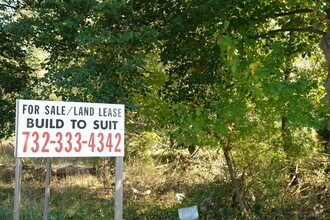 FOR SALE/LAND LEASE
BUILD TO SUIT
732-333-4342